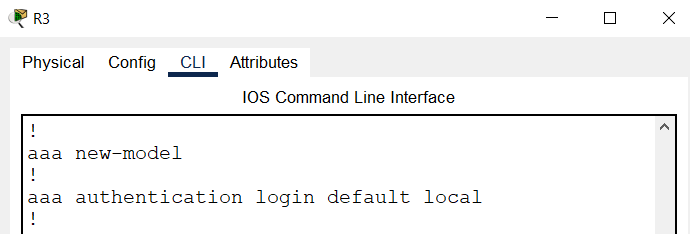 R3
Physical Config CLI Attributes
IOS Command Line Interface
!
aaa new-model
!
aaa authentication login default local
!